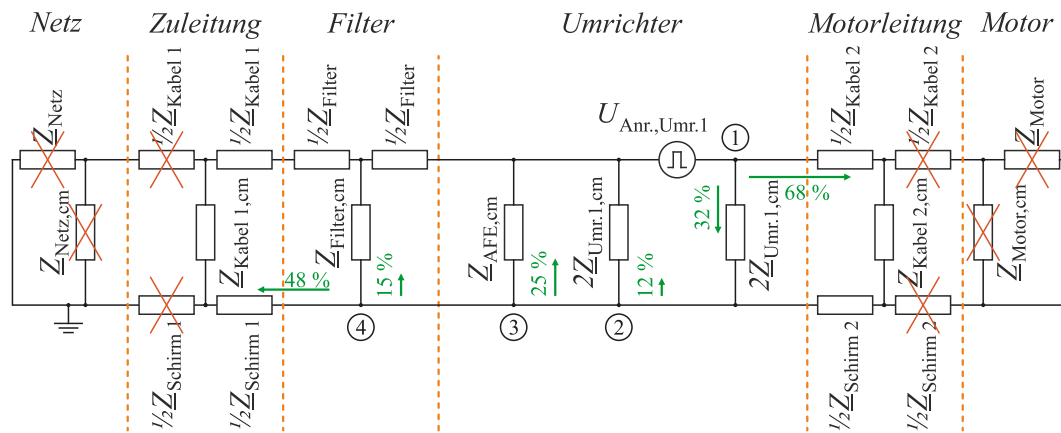 Netz
Zuleitung
Filter
Umrichter
Motorleitung
Motor
Z_Netz
½Z_Kabel 1
½Z_Kabel 1
½Z_Filter
½Z_Filter
U_Anr.,Umr.1
①
½Z_Kabel 2
½Z_Kabel 2
Z_Motor
68 %
32 %
Z_Netz,cm
Z_Kabel 1,cm
Z_Filter,cm
Z_AFE,cm
2Z_Umr.1,cm
2Z_Umr.1,cm
Z_Kabel 2,cm
Z_Motor,cm
48 %
15 %
25 %
12 %
④
③
②
½Z_Schirm 1
½Z_Schirm 1
½Z_Schirm 2
½Z_Schirm 2